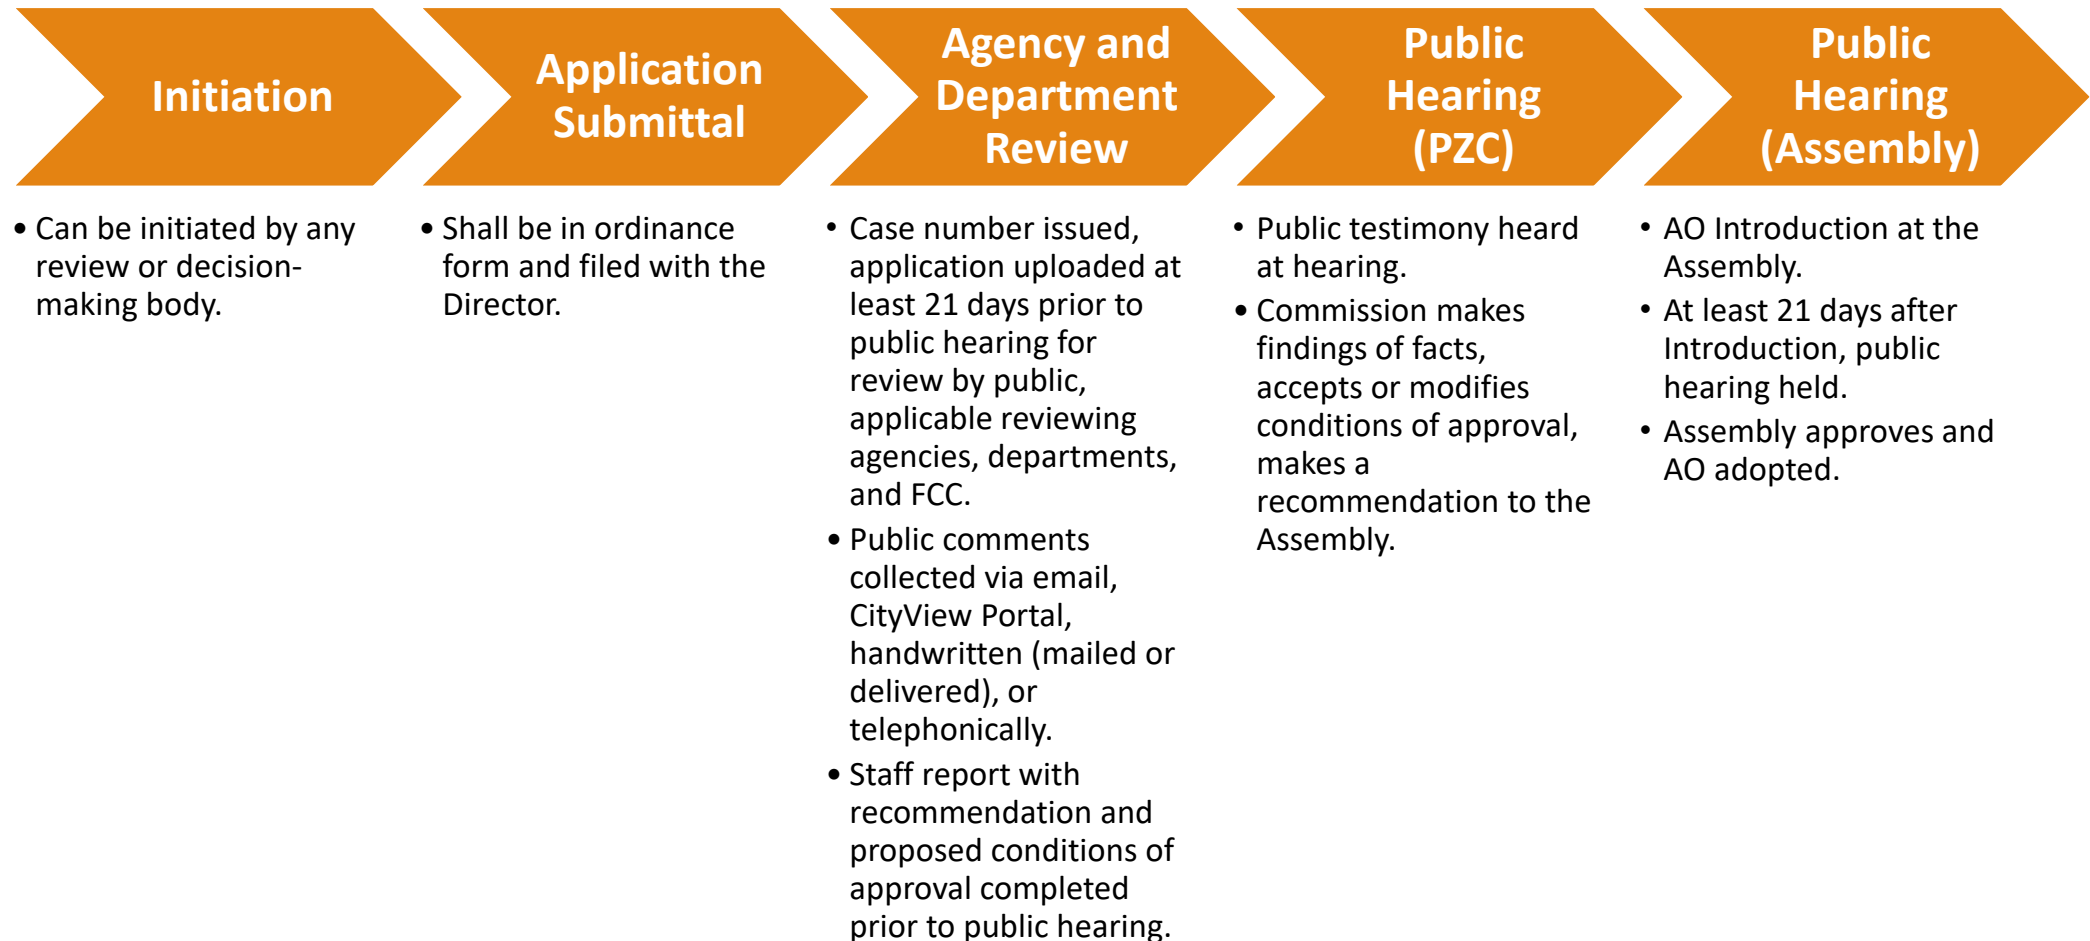 Initiation
Application
Submittal
Agency and
Department
Review
Public
Hearing
(PZC)
Public
Hearing
(Assembly)
• Can be initiated by any
review or decision-
making body.
• Shall be in ordinance
form and filed with the
Director.
• Case number issued,
application uploaded at
least 21 days prior to
public hearing for
review by public,
applicable reviewing
agencies, departments,
and FCC.
• Public comments
collected via email,
CityView Portal,
handwritten (mailed or
delivered), or
telephonically.
• Staff report with
recommendation and
proposed conditions of
approval completed
prior to public hearing.
• Public testimony heard
at hearing.
• Commission makes
findings of facts,
accepts or modifies
conditions of approval,
makes a
recommendation to the
Assembly.
• AO Introduction at the
Assembly.
• At least 21 days after
Introduction, public
hearing held.
• Assembly approves and
AO adopted.